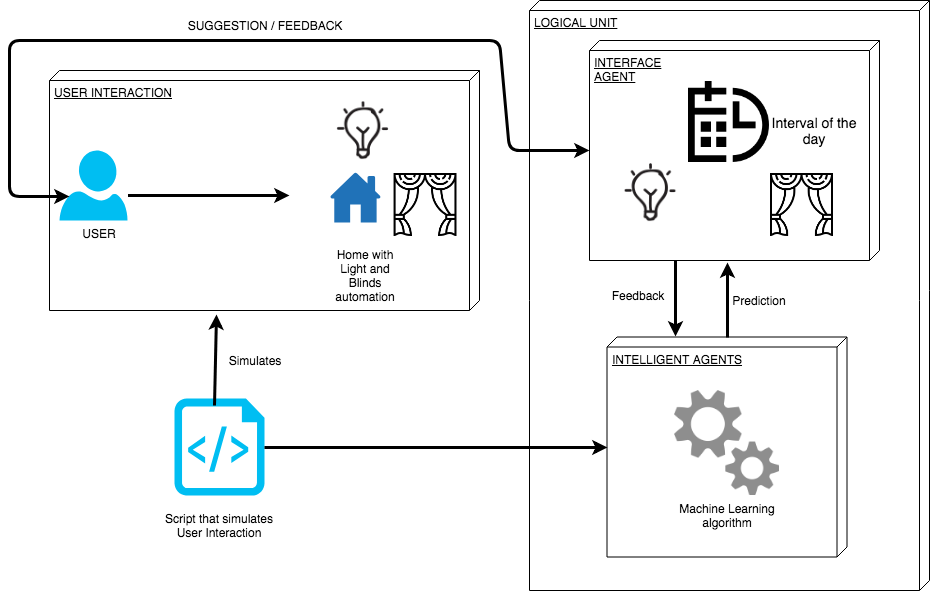 SUGGESTION / FEEDBACK
LOGICAL UNIT
INTERFACE
AGENT
Interval of the
day
USER INTERACTION
USER
Home with
Light and
Blinds
automation
Feedback
Prediction
Simulates
INTELLIGENT AGENTS
Machine Learning
algorithm
</>
Script that simulates
User Interaction